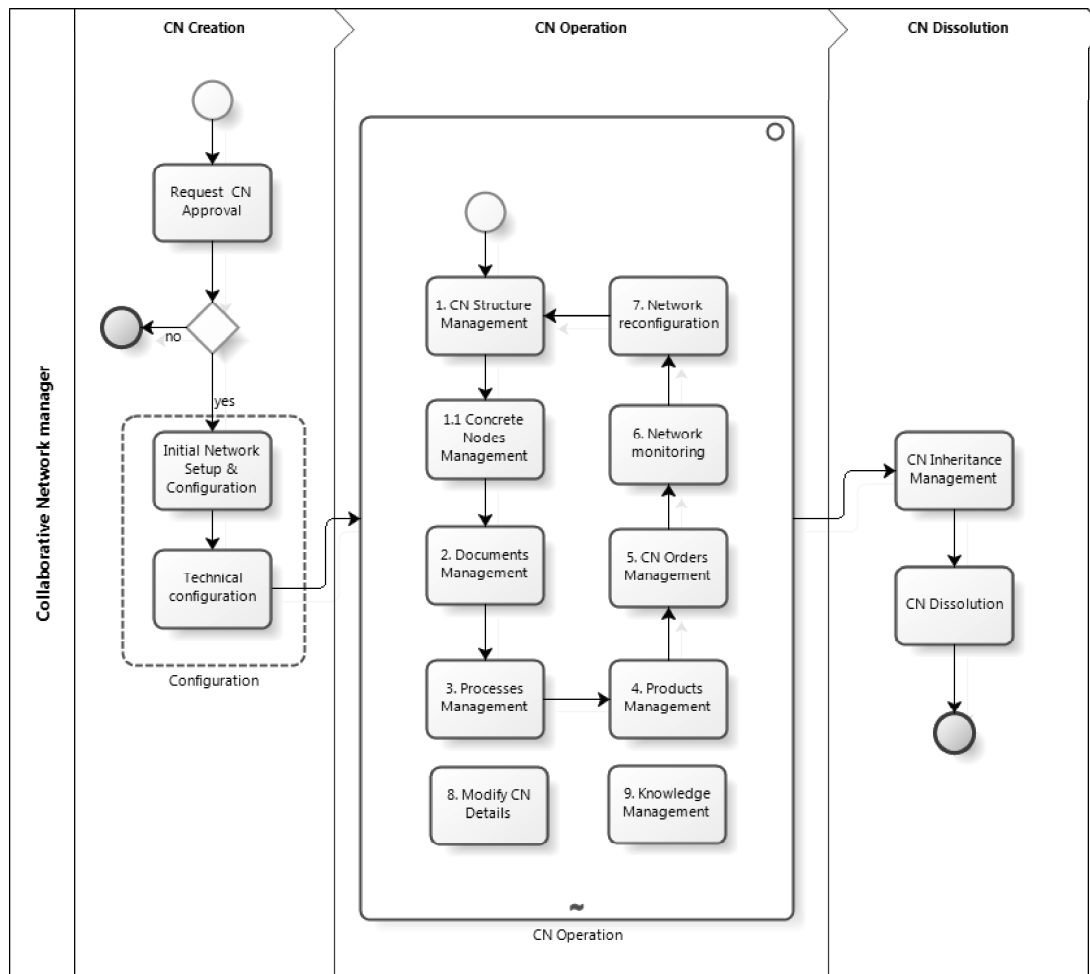 Collaborative Network manager
CN Creation
CN Operation
CN Dissolution
Request CN
Approval
no
yes
Initial Network
Setup &
Configuration
Technical
configuration
Configuration
1. CN Structure
Management
1.1 Concrete
Nodes
Management
2. Documents
Management
3. Processes
Management
4. Products
Management
5. CN Orders
Management
6. Network
monitoring
7. Network
reconfiguration
8. Modify CN
Details
9. Knowledge
Management
CN Operation
CN Inheritance
Management
CN Dissolution